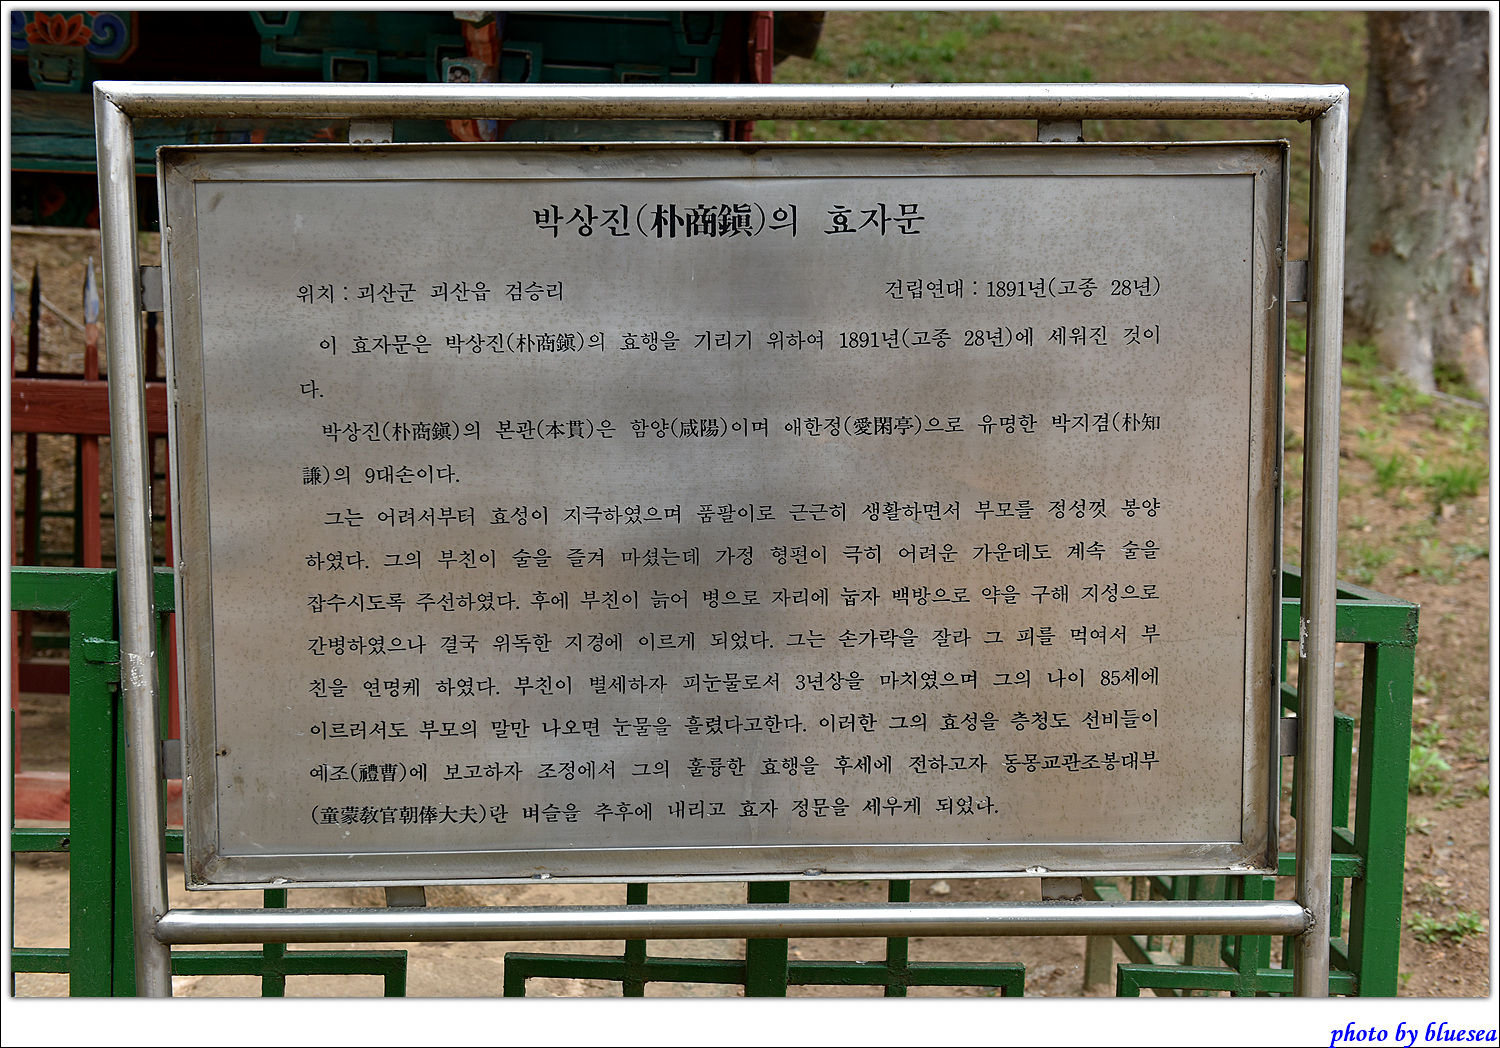 박상진(朴商鎭)의 효자문
위치 : 괴산군 괴산읍 검승리 건립연대 : 1891년(고종 28년)
이 효자문은 박상진(朴商鎭)의 효행을 기리기 위하여 1891년(고종 28년)에 세워진 것이
다.
박상진(朴商鎭)의 본관(本貫)은 함양(咸陽)이며 애한정(愛閑亭)으로 유명한 박지겸(朴知
謙)의 9대손이다.
그는 어려서부터 효성이 지극하였으며 품팔이로 근근히 생활하면서 부모를 정성껏 봉양
하였다. 그의 부친이 술을 즐겨 마셨는데 가정 형편이 극히 어려운 가운데도 계속 술을
잡수시도록 주선하였다. 후에 부친이 늙어 병으로 자리에 눕자 백방으로 약을 구해 지성으로
간병하였으나 결국 위독한 지경에 이르게 되었다. 그는 손가락을 잘라 그 피를 먹여서 부
친을 연명케 하였다. 부친이 별세하자 피눈물로서 3년상을 마치였으며 그의 나이 85세에
이르러서도 부모의 말만 나오면 눈물을 흘렸다고한다. 이러한 그의 효성을 충청도 선비들이
예조(禮曹)에 보고하자 조정에서 그의 훌륭한 효행을 후세에 전하고자 동몽교관조봉대부
(童蒙敎官朝俸大夫)란 벼슬을 추후에 내리고 효자 정문을 세우게 되었다.
photo by bluesea